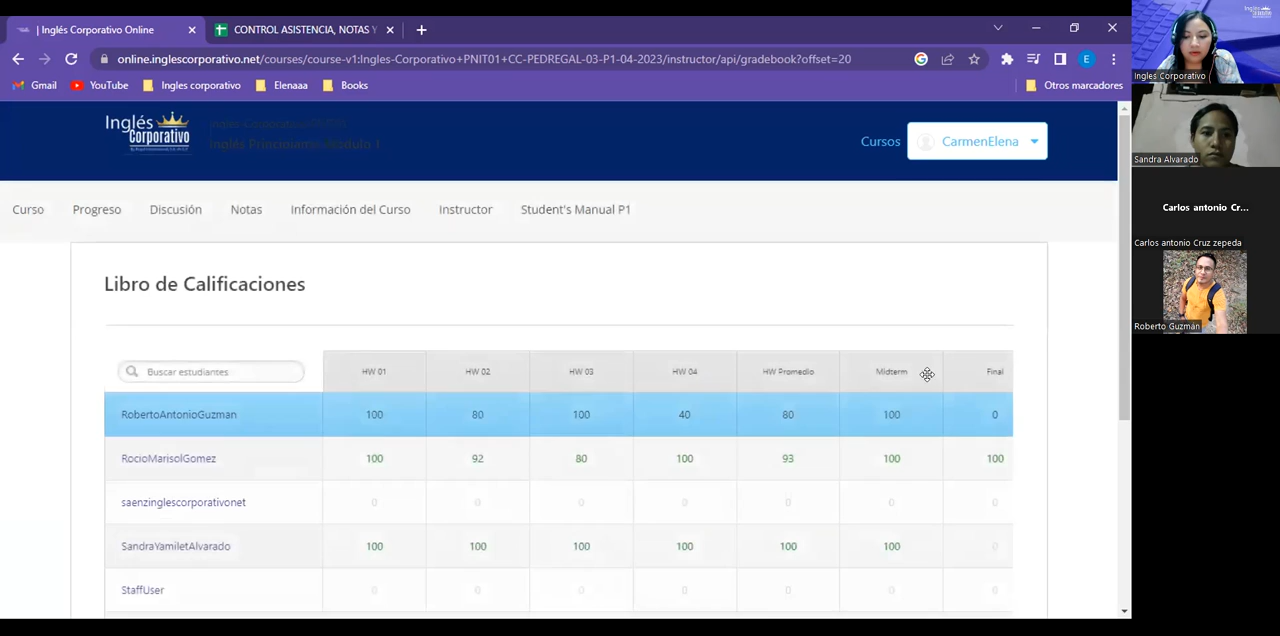 | Inglés Corporativo Online
CONTROL ASISTENCIA, NOTAS Y
online.inglescorporativo.net/courses/course-v1:Ingles-Corporativo+PNIT01+CC-PEDREGAL-03-P1-04-2023/instructor/api/gradebook?offset=20
E
Gmail
YouTube
Ingles corporativo
Elenaaa
Books
Otros marcadores
Inglés
Corporativo
Inglés Principiante Módulo 1
Cursos
CarmenElena
Curso
Progreso
Discusión
Notas
Información del Curso
Instructor
Student's Manual P1
Libro de Calificaciones
Buscar estudiantes HW 01 HW 02 HW 03 HW 04 HW Promedio Midterm Final
RobertoAntonioGuzman 100 80 100 40 80 100 0
RocioMarisolGomez 100 92 80 100 93 100 100
saenzinglescorporativonet 0 0 0 0 0 0 0
SandraYamiletAlvarado 100 100 100 100 100 100 0
StaffUser 0 0 0 0 0 0 0
Inglés
Ingles Corporativo
Sandra Alvarado
Carlos antonio Cr...
Carlos antonio Cruz zepeda
Roberto Guzmán